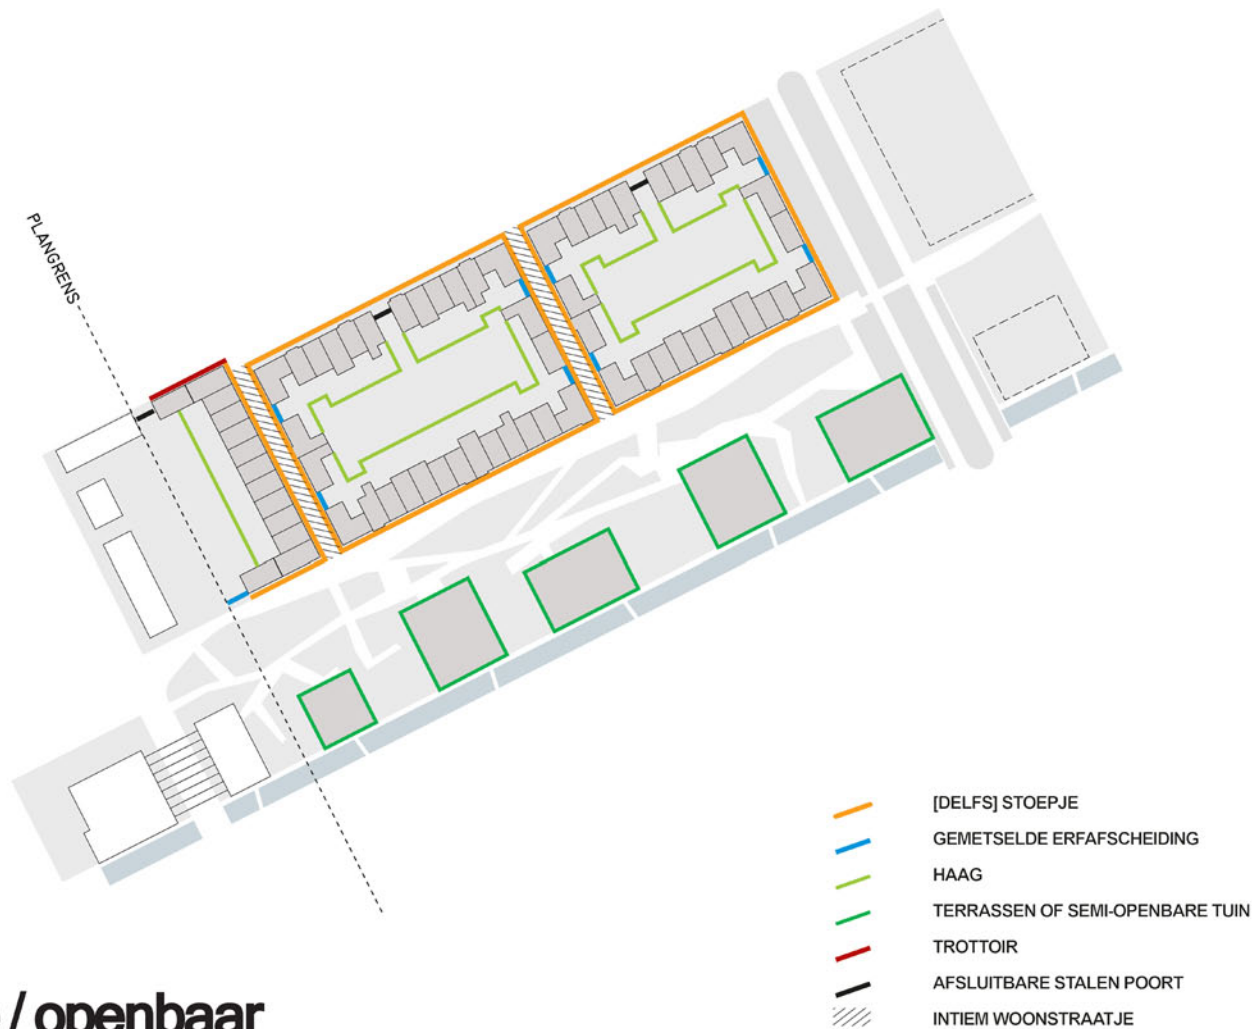 PLANGRENS
[DELFS] STOEPJE
GEMETSELDE ERFAFSCHEIDING
HAAG
TERRASSEN OF SEMI-OPENBARE TUIN
TROTTOIR
AFSLUITBARE STALEN POORT
INTIEM WOONSTRAATJE
/ openbaar